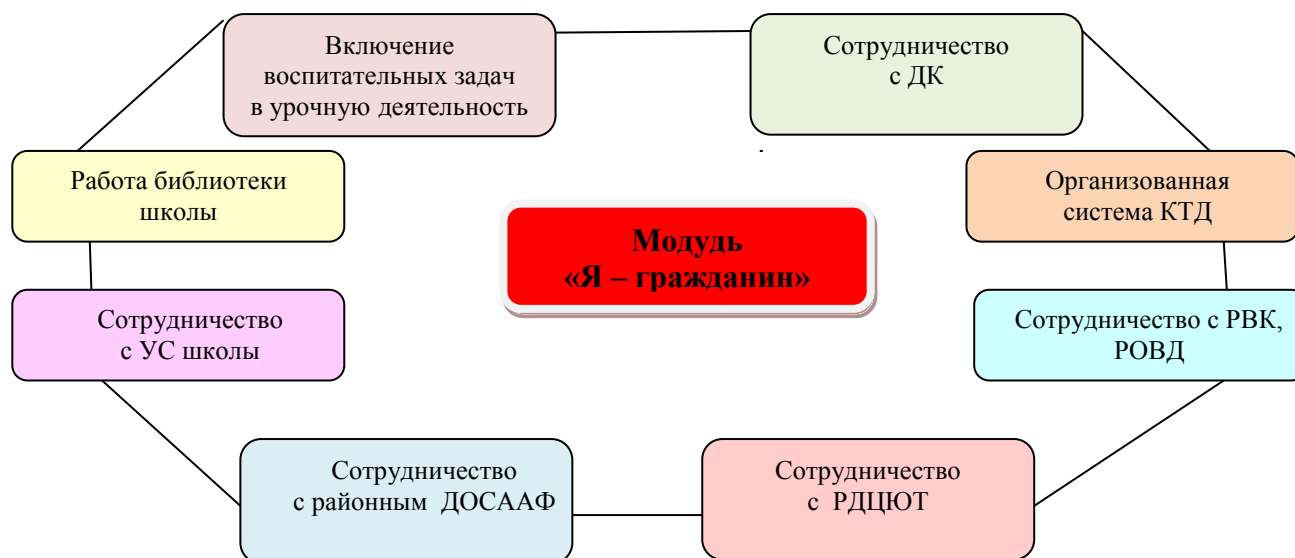 Включение
воспитательных задач
в урочную деятельность
Сотрудничество
с ДК
Работа библиотеки
школы
Организованная
система КТД
Модудь
«Я – гражданин»
Сотрудничество
с УС школы
Сотрудничество с РВК,
РОВД
Сотрудничество
с районным ДОСААФ
Сотрудничество
с РДЦЮТ